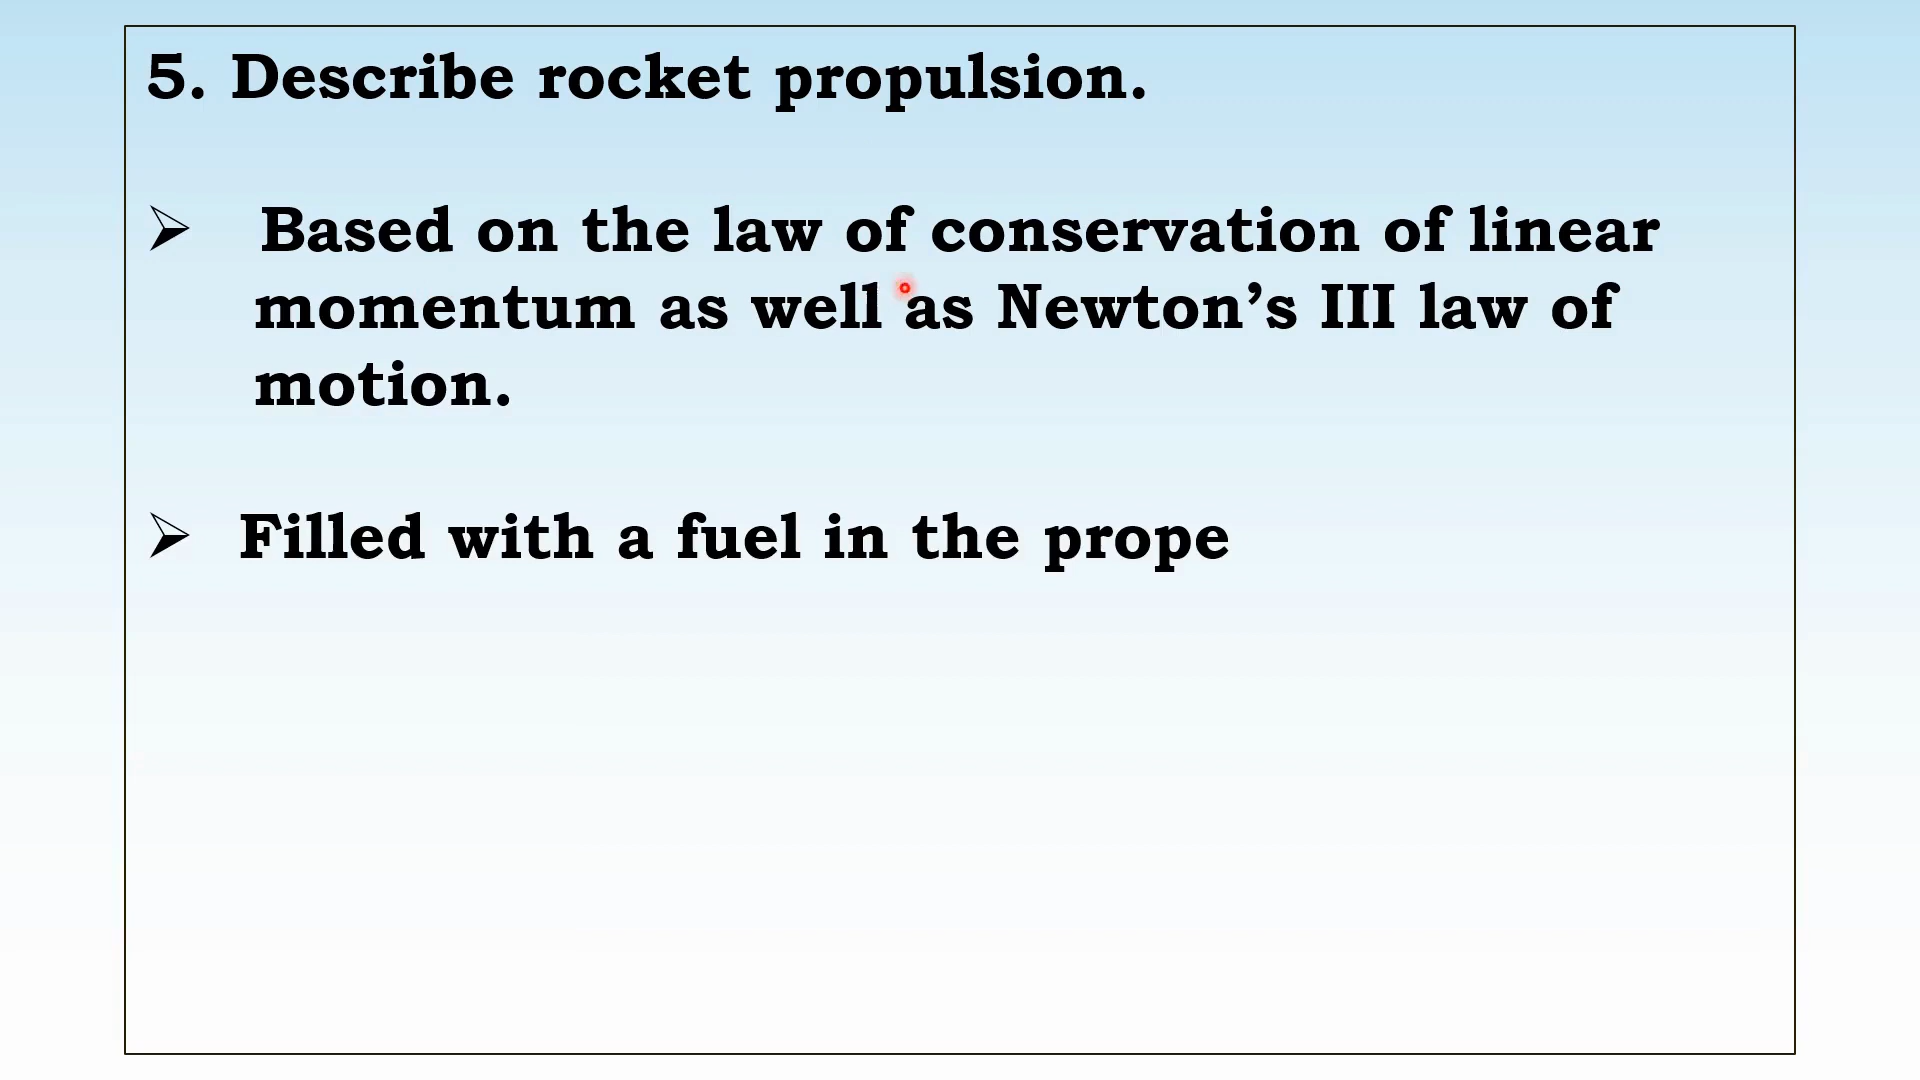 5. Describe rocket propulsion.
➢ Based on the law of conservation of linear
momentum as well as Newton’s III law of
motion.
➢ Filled with a fuel in the prope